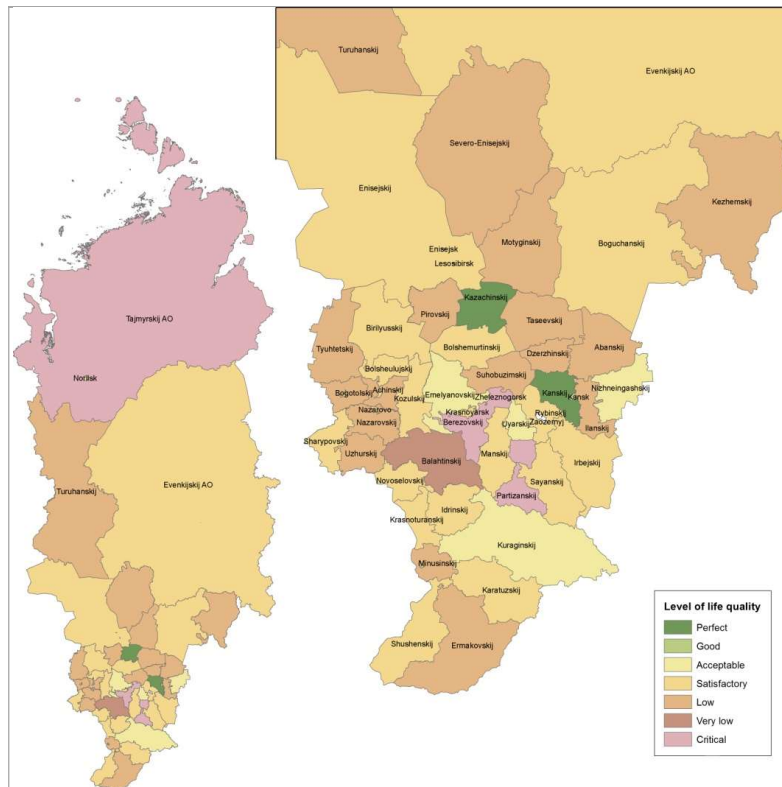 Tajmyrskij AO
Norilsk
Turuhanskij
Evenkijskij AO
Turuhanskij
Evenkijskij AO
Severo-Enisejskij
Enisejskij
Kezhemskij
Motyginskij
Boguchanskij
Enisejsk
Lesosibirsk
Kazachinskij
Pirovskij
Taseevskij
Birilyusskij
Bolshemurtinskij
Tyuhtetskij
Dzerzhinskij
Abanskij
Bolsheulujskij
Suhobuzimskij
Nizhneingashskij
Bogotolskij
Achinskij
Kozulskij
Emelyanovskij
Zheleznogorsk
Kanskij
Kansk
Nazarovo
Krasnoyarsk
Rybinskij
Nazarovskij
Berezovskij
Uyarskij
Zaozernyj
Ilanskij
Sharypovskij
Uzhurskij
Balahtinskij
Manskij
Irbejskij
Novoselovskij
Sayanskij
Partizanskij
Idrinskij
Krasnoturanskij
Kuraginskij
Minusinskij
Karatuzskij
Shushenskij
Ermakovskij
Level of life quality
Perfect
Good
Acceptable
Satisfactory
Low
Very low
Critical